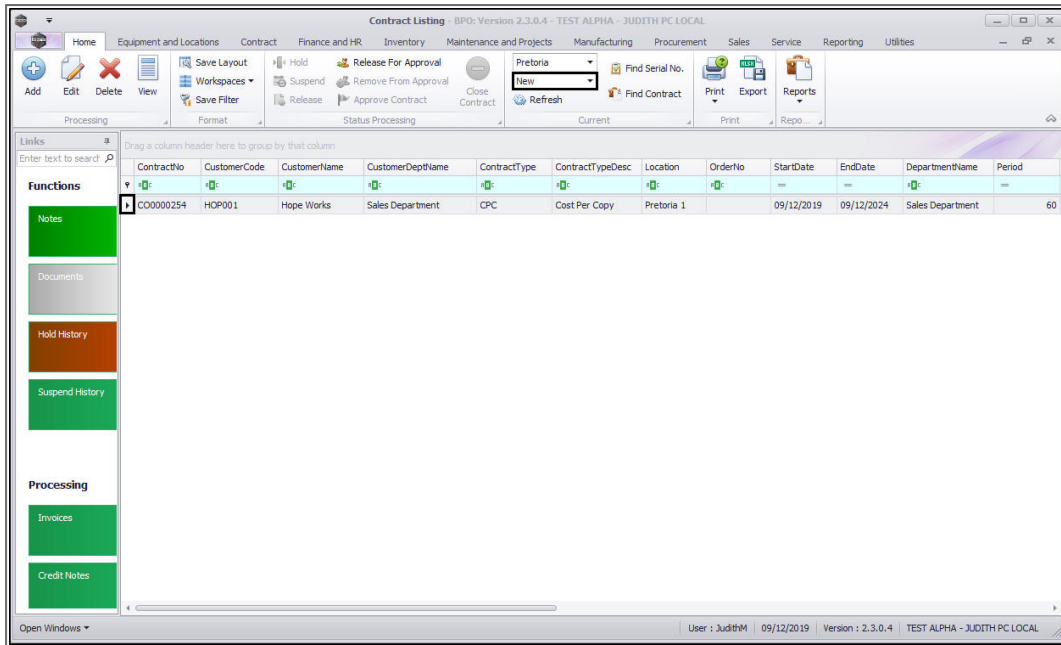 Contract Listing - BPO: Version 2.3.0.4 - TEST ALPHA - JUDITH PC LOCAL
Home Equipment and Locations Contract Finance and HR Inventory Maintenance and Projects Manufacturing Procurement Sales Service Reporting Utilities
Add Edit Delete View
Save Layout
Workspaces
Save Filter
Hold
Suspend
Release
Release For Approval
Remove From Approval
Approve Contract
Close Contract
Pretoria
New
Refresh
Find Serial No.
Find Contract
Print Export Reports
Processing Format Status Processing Current Print Repo...
Links
Enter text to search
Functions
Notes
Documents
Hold History
Suspend History
Processing
Invoices
Credit Notes
Drag a column header here to group by that column
ContractNo CustomerCode CustomerName CustomerDeptName ContractType ContractTypeDesc Location OrderNo StartDate EndDate DepartmentName Period
CO0000254 HOP001 Hope Works Sales Department CPC Cost Per Copy Pretoria 1 09/12/2019 09/12/2024 Sales Department 60
Open Windows User : JudithM 09/12/2019 Version : 2.3.0.4 TEST ALPHA - JUDITH PC LOCAL